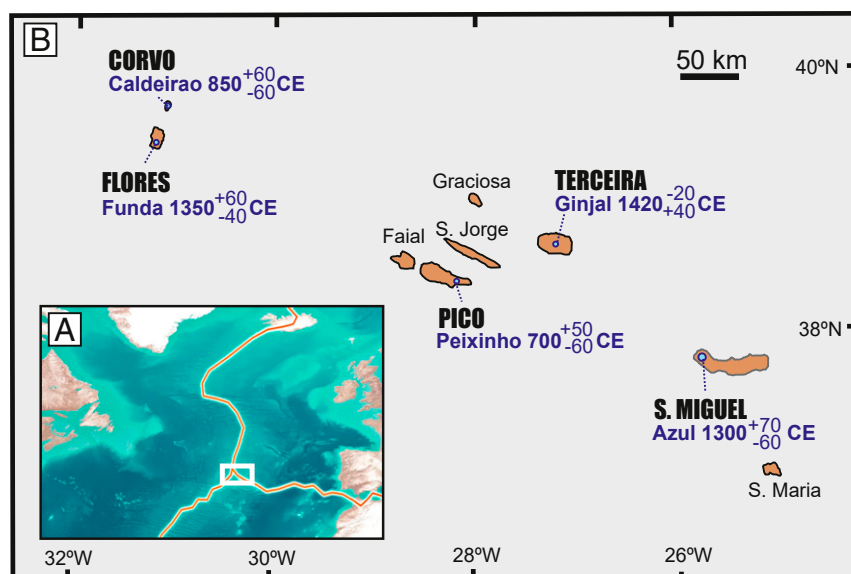 B
CORVO
Caldeirao 850 +60 -60 CE
50 km
40ºN
FLORES
Funda 1350 +60 -40 CE
Graciosa
TERCEIRA
Ginjal 1420 -20 +40 CE
S. Jorge
Faial
PICO
Peixinho 700 +50 -60 CE
38ºN
A
S. MIGUEL
Azul 1300 +70 -60 CE
S. Maria
32ºW
30ºW
28ºW
26ºW